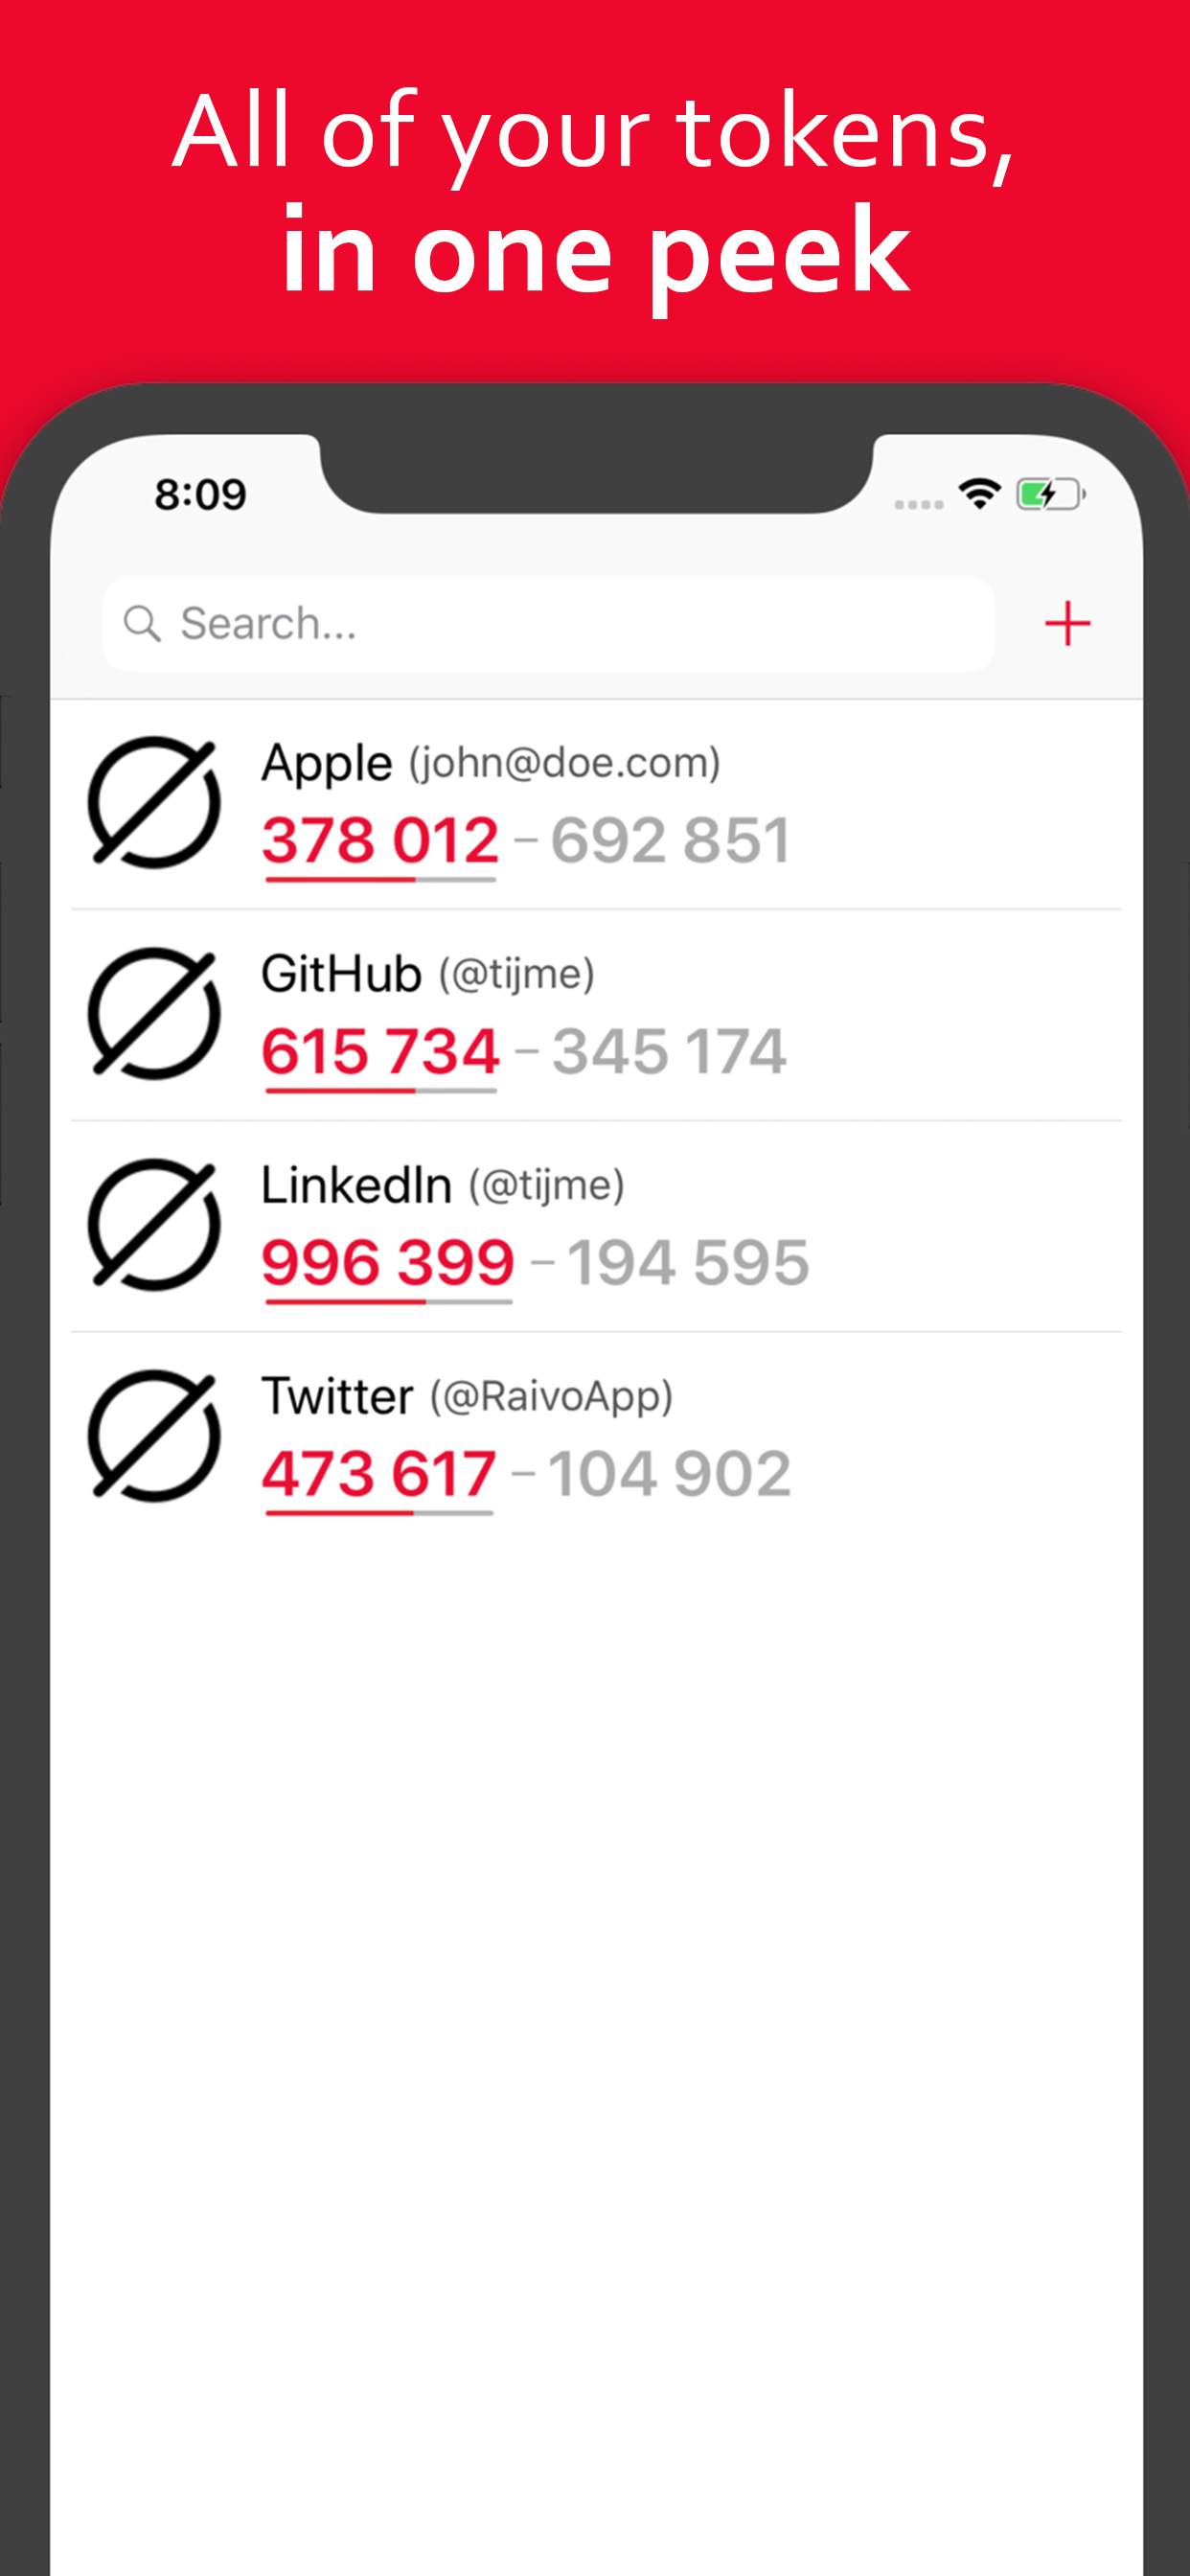 All of your tokens,
in one peek
8:09
Search...
Apple (john@doe.com)
378 012 – 692 851
GitHub (@tijme)
615 734 – 345 174
LinkedIn (@tijme)
996 399 – 194 595
Twitter (@RaivoApp)
473 617 – 104 902